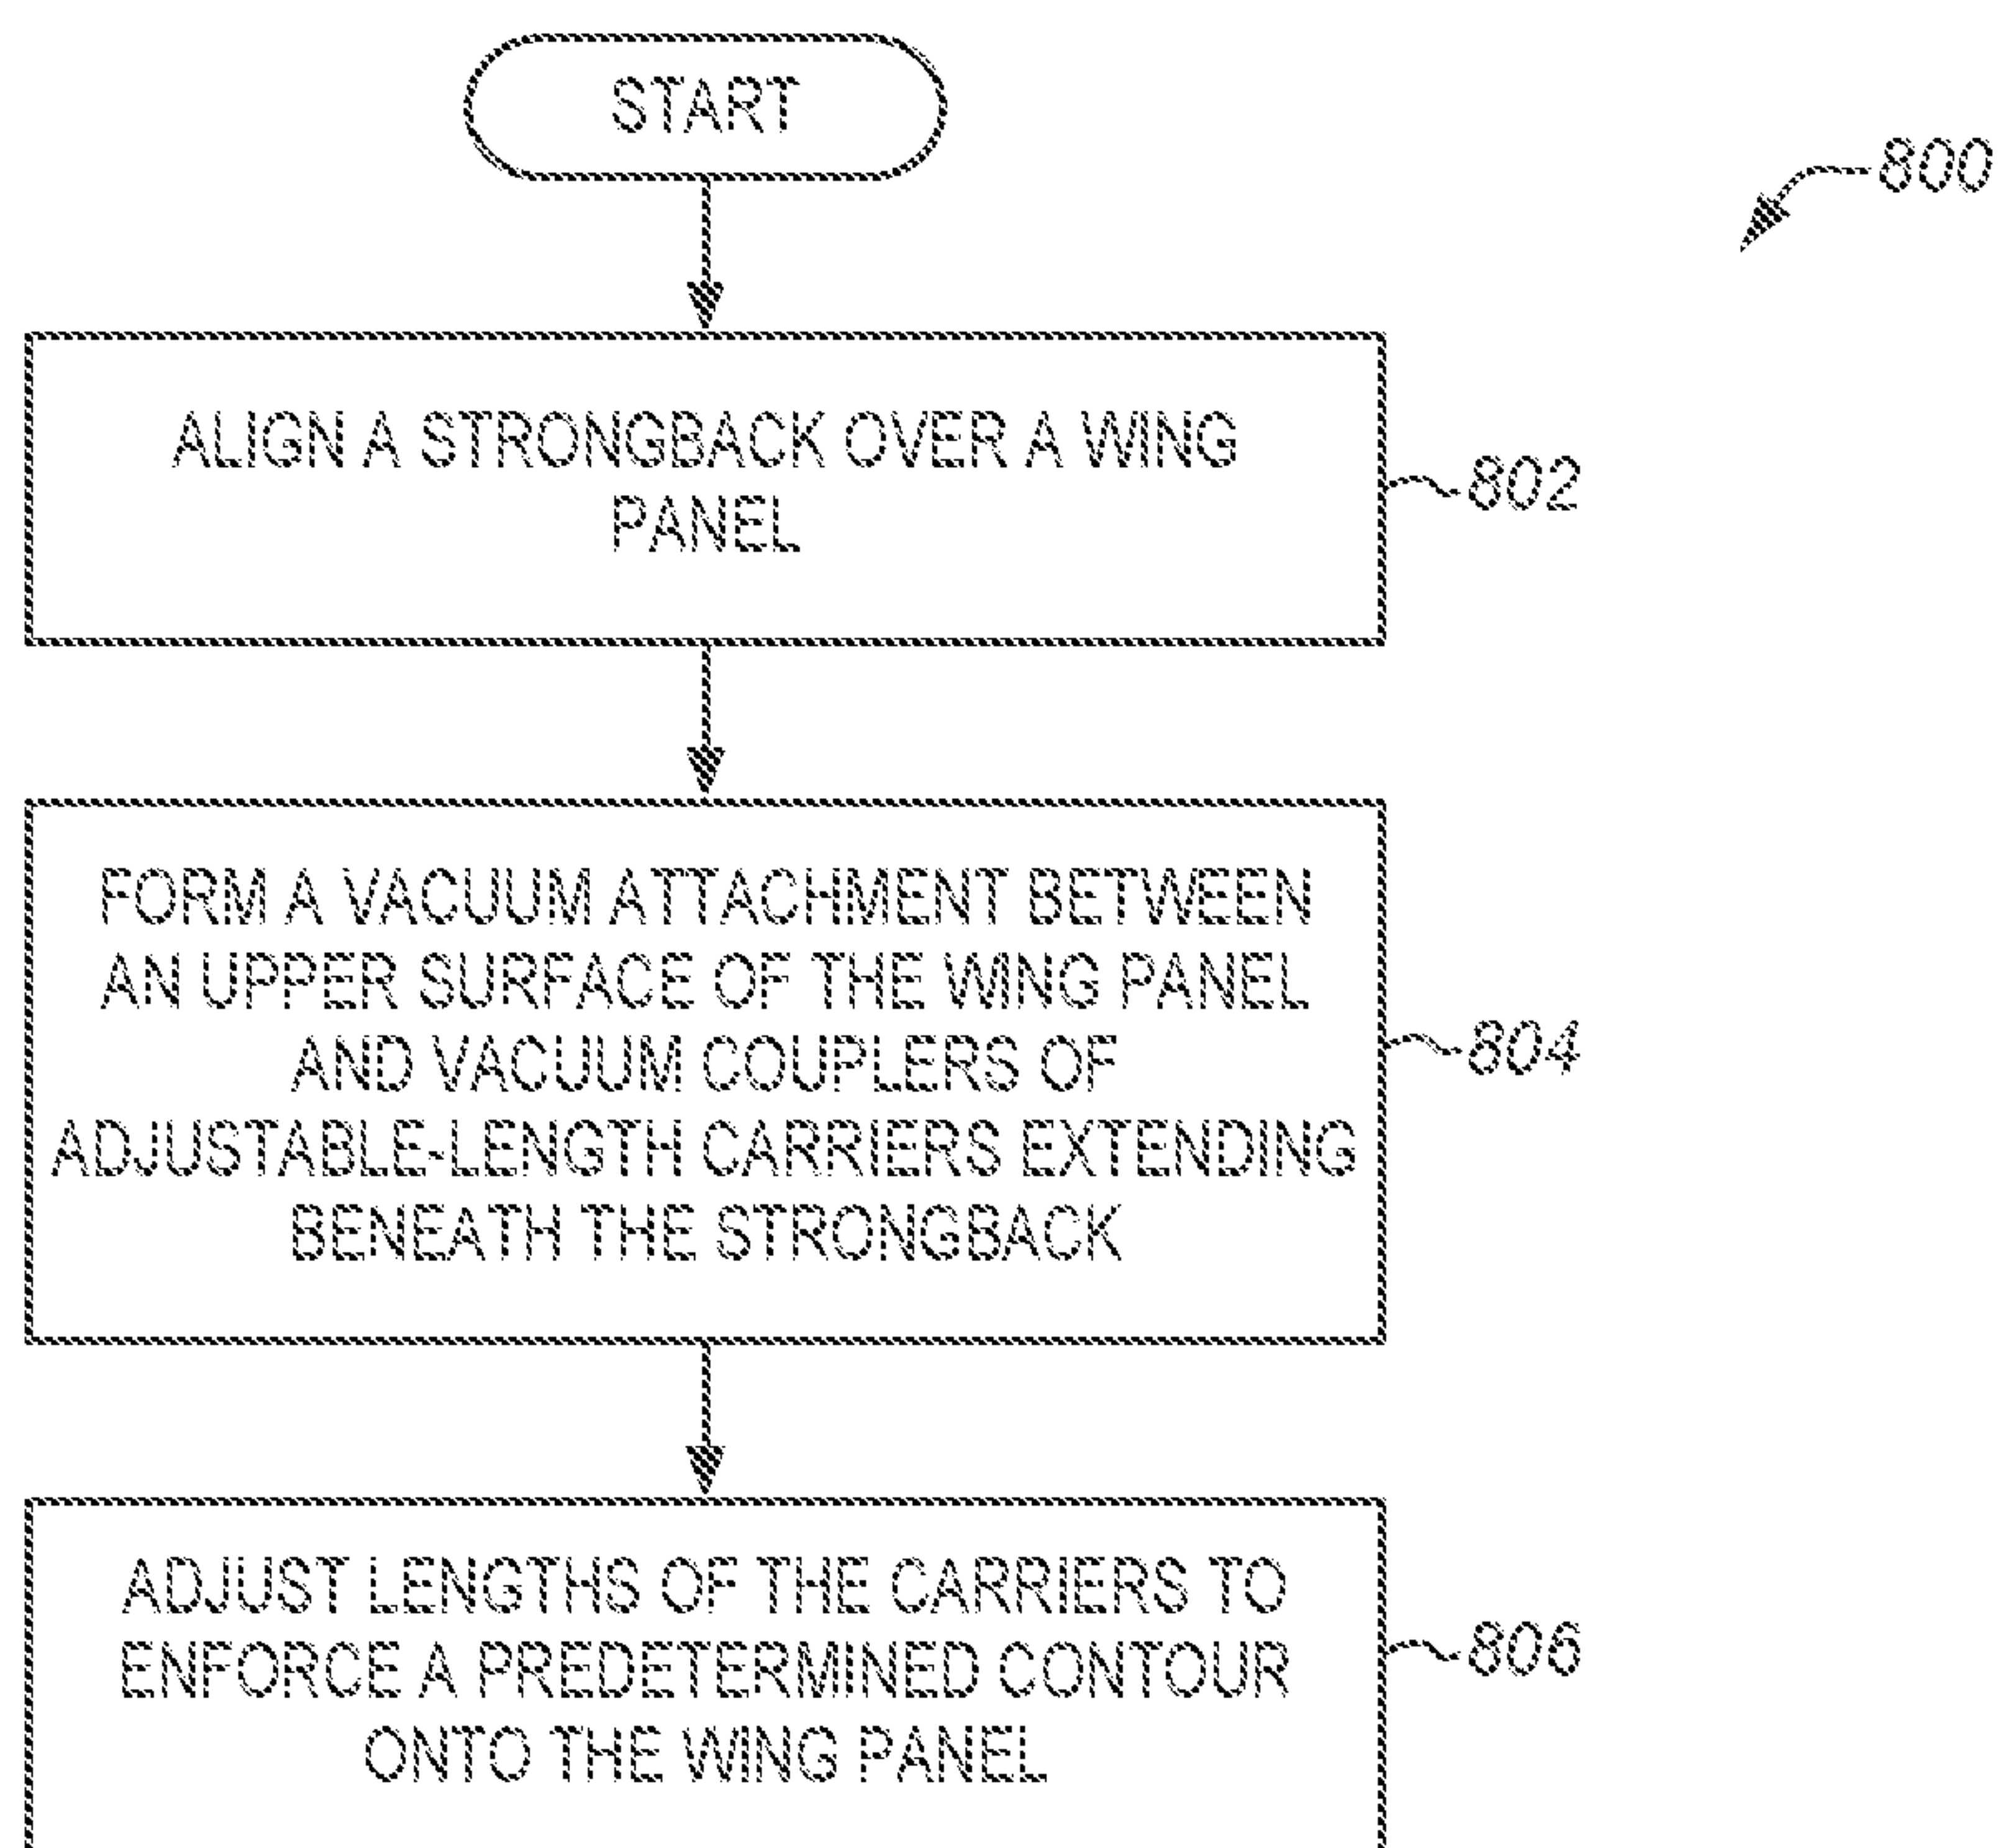 START
800
ALIGN A STRONGBACK OVER A WING
PANEL
802
FORM A VACUUM ATTACHMENT BETWEEN
AN UPPER SURFACE OF THE WING PANEL
AND VACUUM COUPLERS OF
ADJUSTABLE-LENGTH CARRIERS EXTENDING
BENEATH THE STRONGBACK
804
ADJUST LENGTHS OF THE CARRIERS TO
ENFORCE A PREDETERMINED CONTOUR
ONTO THE WING PANEL
806